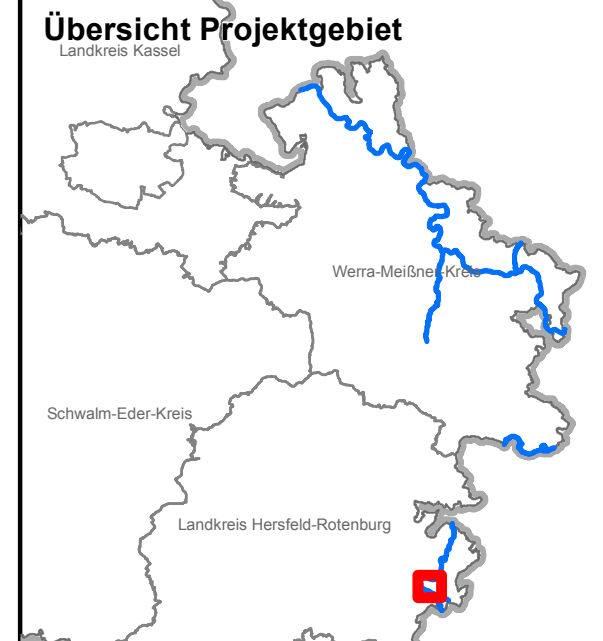 Übersicht Projektgebiet
Landkreis Kassel
Werra-Meißner-Kreis
Schwalm-Eder-Kreis
Landkreis Hersfeld-Rotenburg